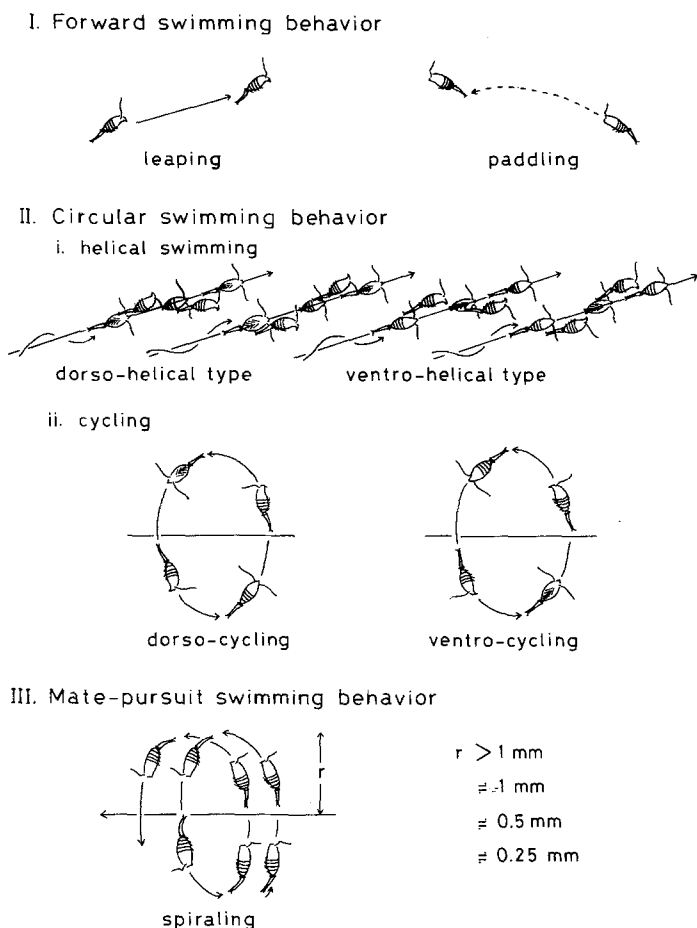 I. Forward swimming behavior
leaping
paddling
II. Circular swimming behavior
i. helical swimming
dorso-helical type
ventro-helical type
ii. cycling
dorso-cycling
ventro-cycling
III. Mate-pursuit swimming behavior
r
r > 1 mm
≒ 1 mm
≒ 0.5 mm
≒ 0.25 mm
spiraling